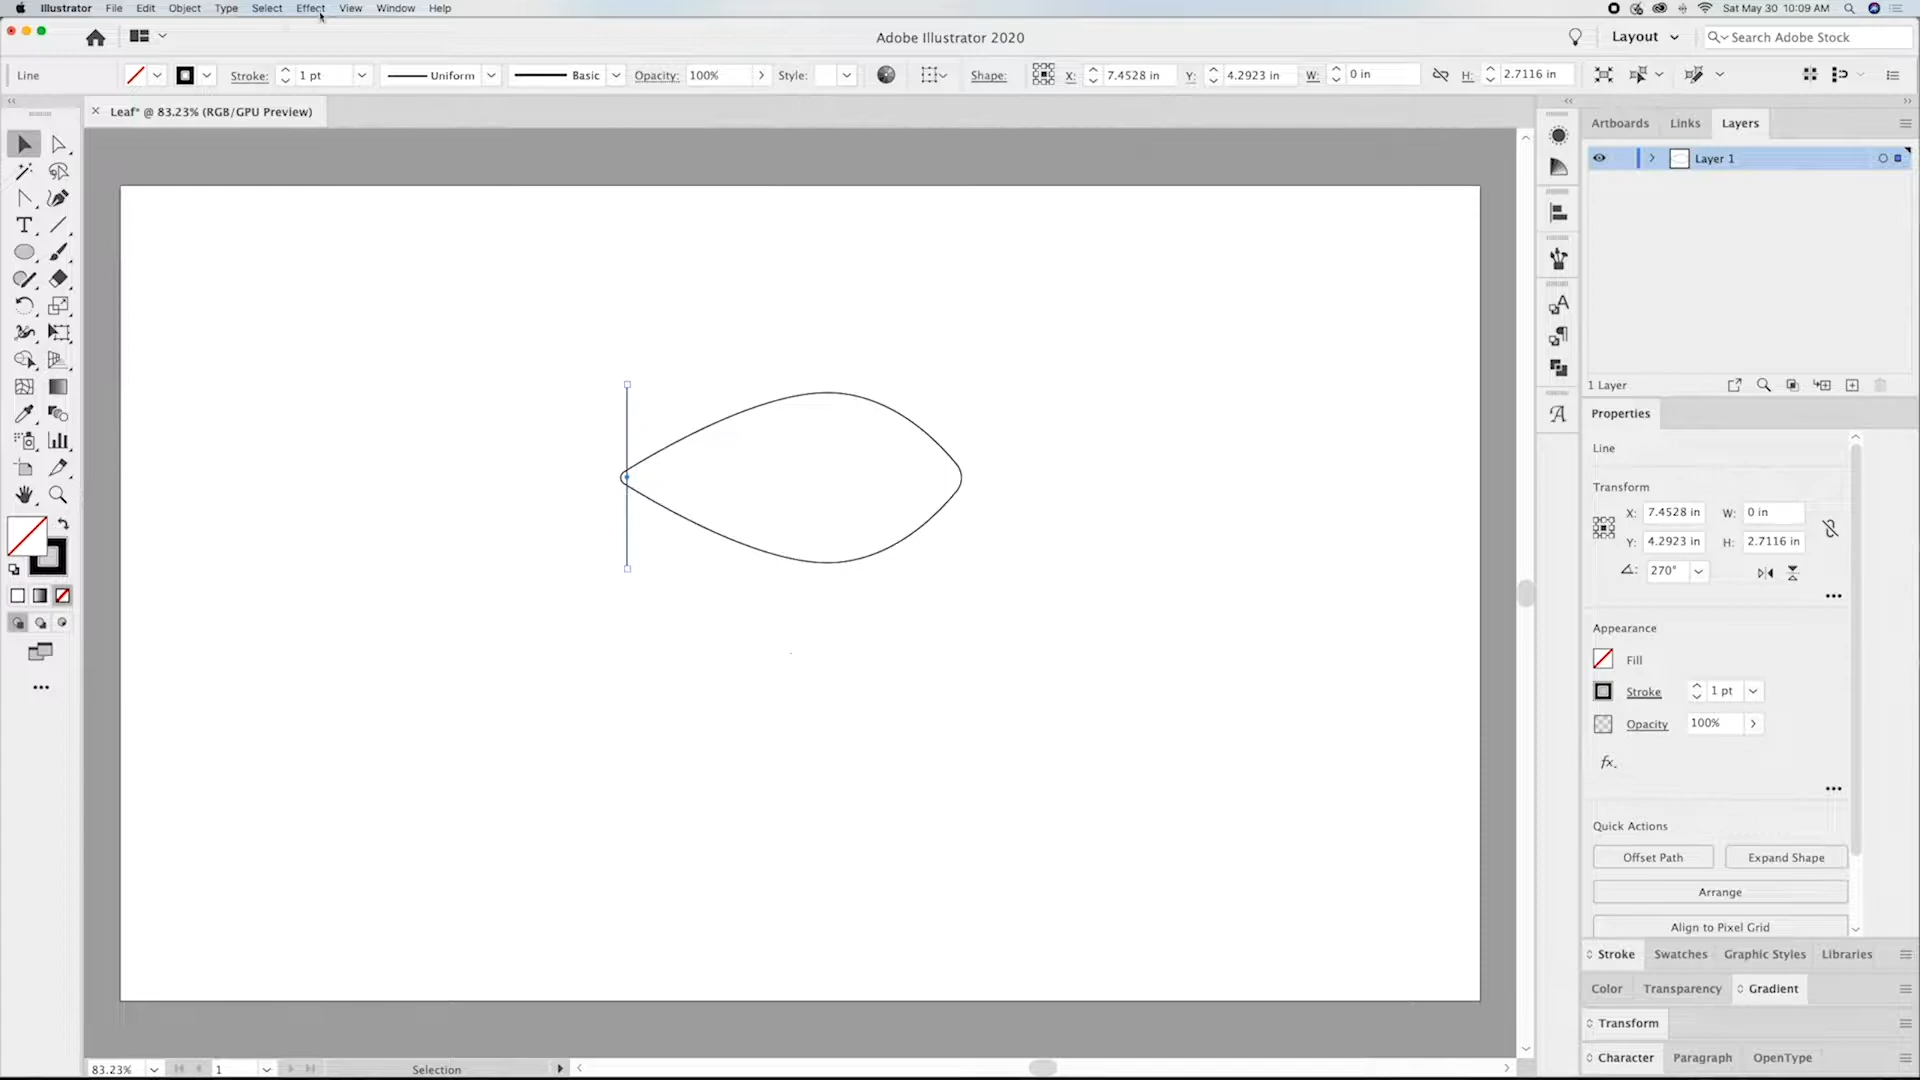 Illustrator File Edit Object Type Select Effect View Window Help Sat May 30 10:09 AM
Adobe Illustrator 2020 Layout Search Adobe Stock
Line Stroke: 1 pt Uniform Basic Opacity: 100% Style: Shape: X: 7.4528 in Y: 4.2923 in W: 0 in H: 2.7116 in
Leaf* @ 83.23% (RGB/GPU Preview)
Artboards Links Layers
Layer 1
1 Layer
Properties
Line
Transform
X: 7.4528 in W: 0 in
Y: 4.2923 in H: 2.7116 in
270°
Appearance
Fill
Stroke 1 pt
Opacity 100%
fx.
Quick Actions
Offset Path Expand Shape
Arrange
Align to Pixel Grid
Stroke Swatches Graphic Styles Libraries
Color Transparency Gradient
Transform
Character Paragraph OpenType
83.23% 1 Selection